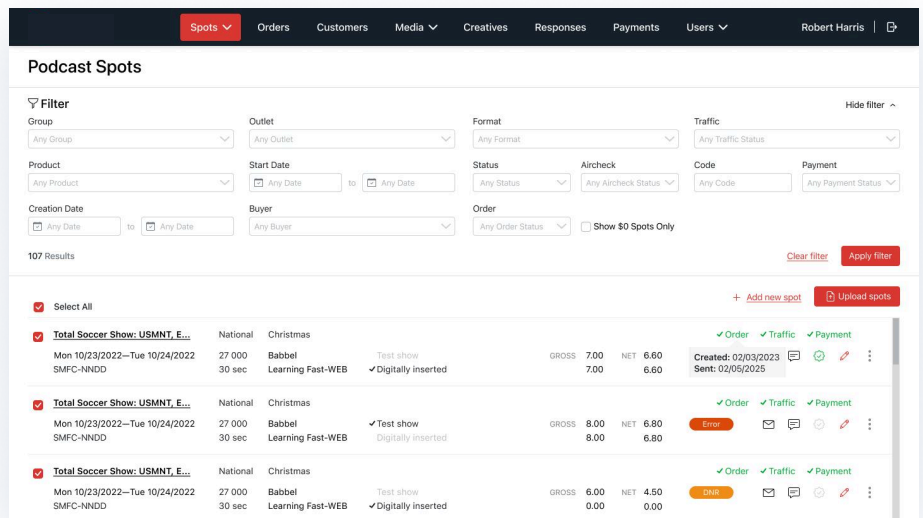 Spots Orders Customers Media Creatives Responses Payments Users Robert Harris
Podcast Spots
Filter Hide filter
Group Outlet Format Traffic
Any Group Any Outlet Any Format Any Traffic Status
Product Start Date Status Aircheck Code Payment
Any Product Any Date to Any Date Any Status Any Aircheck Status Any Code Any Payment Status
Creation Date Buyer Order
Any Date to Any Date Any Buyer Any Order Status Show $0 Spots Only
107 Results Clear filter Apply filter
Select All + Add new spot Upload spots
Total Soccer Show: USMNT, E... National Christmas Order Traffic Payment
Mon 10/23/2022—Tue 10/24/2022 27 000 Babbel Test show GROSS 7.00 NET 6.60 Created: 02/03/2023
SMFC-NNDD 30 sec Learning Fast-WEB Digitally inserted 7.00 6.60 Sent: 02/05/2025
Total Soccer Show: USMNT, E... National Christmas Order Traffic Payment
Mon 10/23/2022—Tue 10/24/2022 27 000 Babbel Test show GROSS 8.00 NET 6.80 Error
SMFC-NNDD 30 sec Learning Fast-WEB Digitally inserted 8.00 6.80
Total Soccer Show: USMNT, E... National Christmas Order Traffic Payment
Mon 10/23/2022—Tue 10/24/2022 27 000 Babbel Test show GROSS 6.00 NET 4.50 DNR
SMFC-NNDD 30 sec Learning Fast-WEB Digitally inserted 0.00 0.00